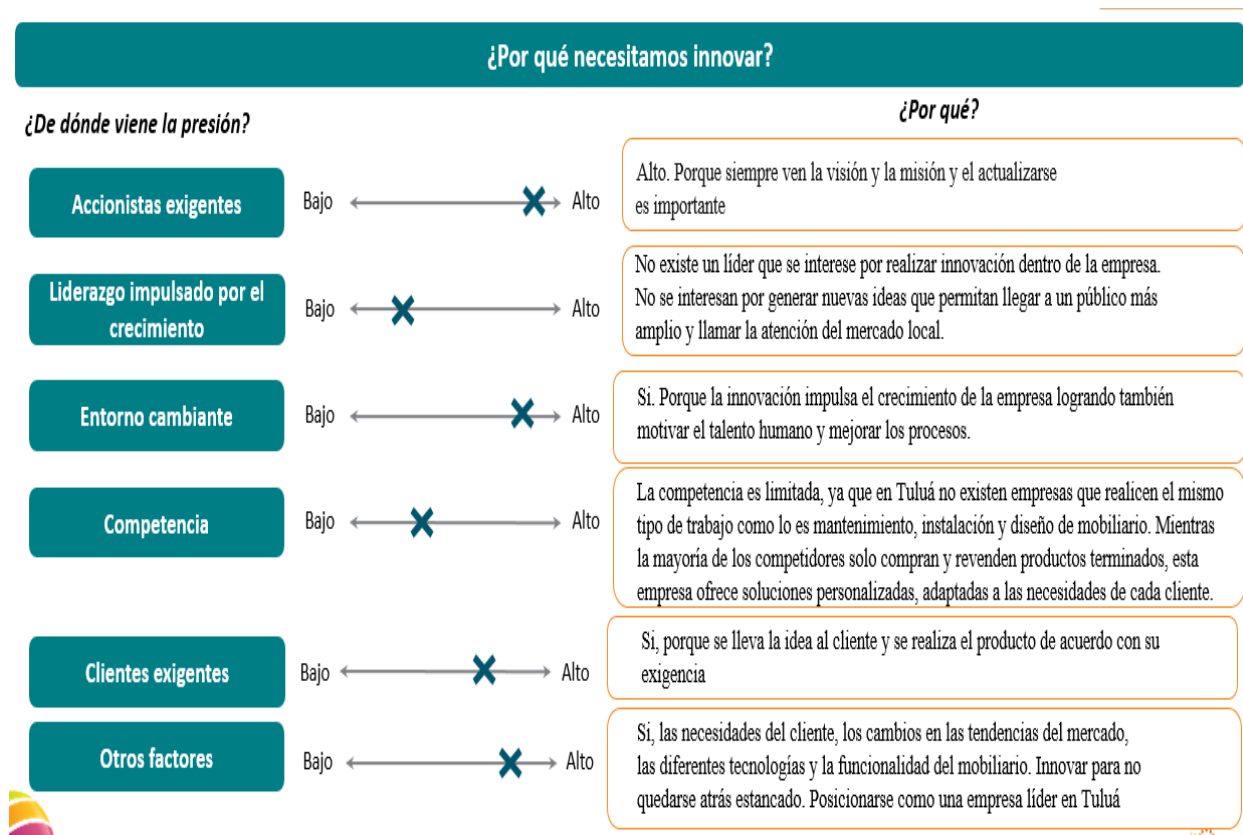 ¿Por qué necesitamos innovar?
¿De dónde viene la presión?
¿Por qué?
Accionistas exigentes
Bajo
Alto
Alto. Porque siempre ven la visión y la misión y el actualizarse
es importante
Liderazgo impulsado por el
crecimiento
Bajo
Alto
No existe un líder que se interese por realizar innovación dentro de la empresa.
No se interesan por generar nuevas ideas que permitan llegar a un público más
amplio y llamar la atención del mercado local.
Entorno cambiante
Bajo
Alto
Si. Porque la innovación impulsa el crecimiento de la empresa logrando también
motivar el talento humano y mejorar los procesos.
Competencia
Bajo
Alto
La competencia es limitada, ya que en Tuluá no existen empresas que realicen el mismo
tipo de trabajo como lo es mantenimiento, instalación y diseño de mobiliario. Mientras
la mayoría de los competidores solo compran y revenden productos terminados, esta
empresa ofrece soluciones personalizadas, adaptadas a las necesidades de cada cliente.
Clientes exigentes
Bajo
Alto
Si, porque se lleva la idea al cliente y se realiza el producto de acuerdo con su
exigencia
Otros factores
Bajo
Alto
Si, las necesidades del cliente, los cambios en las tendencias del mercado,
las diferentes tecnologías y la funcionalidad del mobiliario. Innovar para no
quedarse atrás estancado. Posicionarse como una empresa líder en Tuluá